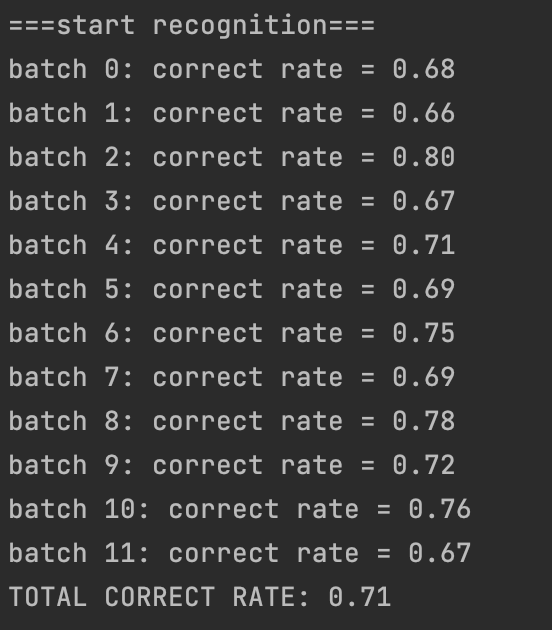 ===start recognition===
batch 0: correct rate = 0.68
batch 1: correct rate = 0.66
batch 2: correct rate = 0.80
batch 3: correct rate = 0.67
batch 4: correct rate = 0.71
batch 5: correct rate = 0.69
batch 6: correct rate = 0.75
batch 7: correct rate = 0.69
batch 8: correct rate = 0.78
batch 9: correct rate = 0.72
batch 10: correct rate = 0.76
batch 11: correct rate = 0.67
TOTAL CORRECT RATE: 0.71